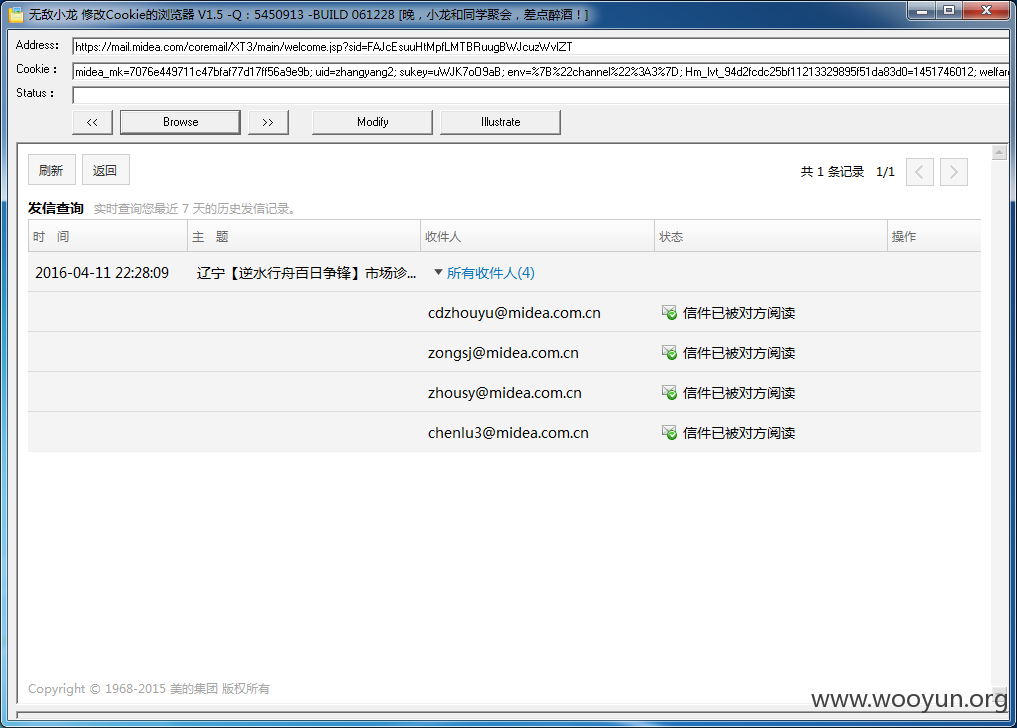 无敌小龙 修改Cookie的浏览器 V1.5 -Q：5450913 -BUILD 061228 [晚，小龙和同学聚会，差点醉酒！]
Address: https://mail.midea.com/coremail/XT3/main/welcome.jsp?sid=FAJcEsuuHtMpfLMTBRuugBWJcuzWvlZT
Cookie： midea_mk=7076e449711c47bfaf77d17ff56a9e9b; uid=zhangyang2; sukey=uWJK7oO9aB; env=%7B%22channel%22%3A3%7D; Hm_lvt_94d2fcdc25bf11213329895f51da83d0=1451746012; welfare
Status：
<< Browse >> Modify Illustrate
刷新 返回 共 1 条记录 1/1
发信查询 实时查询您最近 7 天的历史发信记录。
时 间 主 题 收件人 状态 操作
2016-04-11 22:28:09 辽宁【逆水行舟百日争锋】市场诊... 所有收件人(4)
cdzhouyu@midea.com.cn 信件已被对方阅读
zongsj@midea.com.cn 信件已被对方阅读
zhousy@midea.com.cn 信件已被对方阅读
chenlu3@midea.com.cn 信件已被对方阅读
Copyright © 1968-2015 美的集团 版权所有
www.wooyun.org